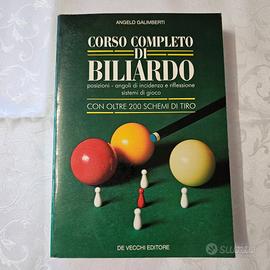 ANGELO GALIMBERTI
CORSO COMPLETO
DI
BILIARDO
posizioni - angoli di incidenza e riflessione
sistemi di gioco
CON OLTRE 200 SCHEMI DI TIRO
DE VECCHI EDITORE
SUBITO